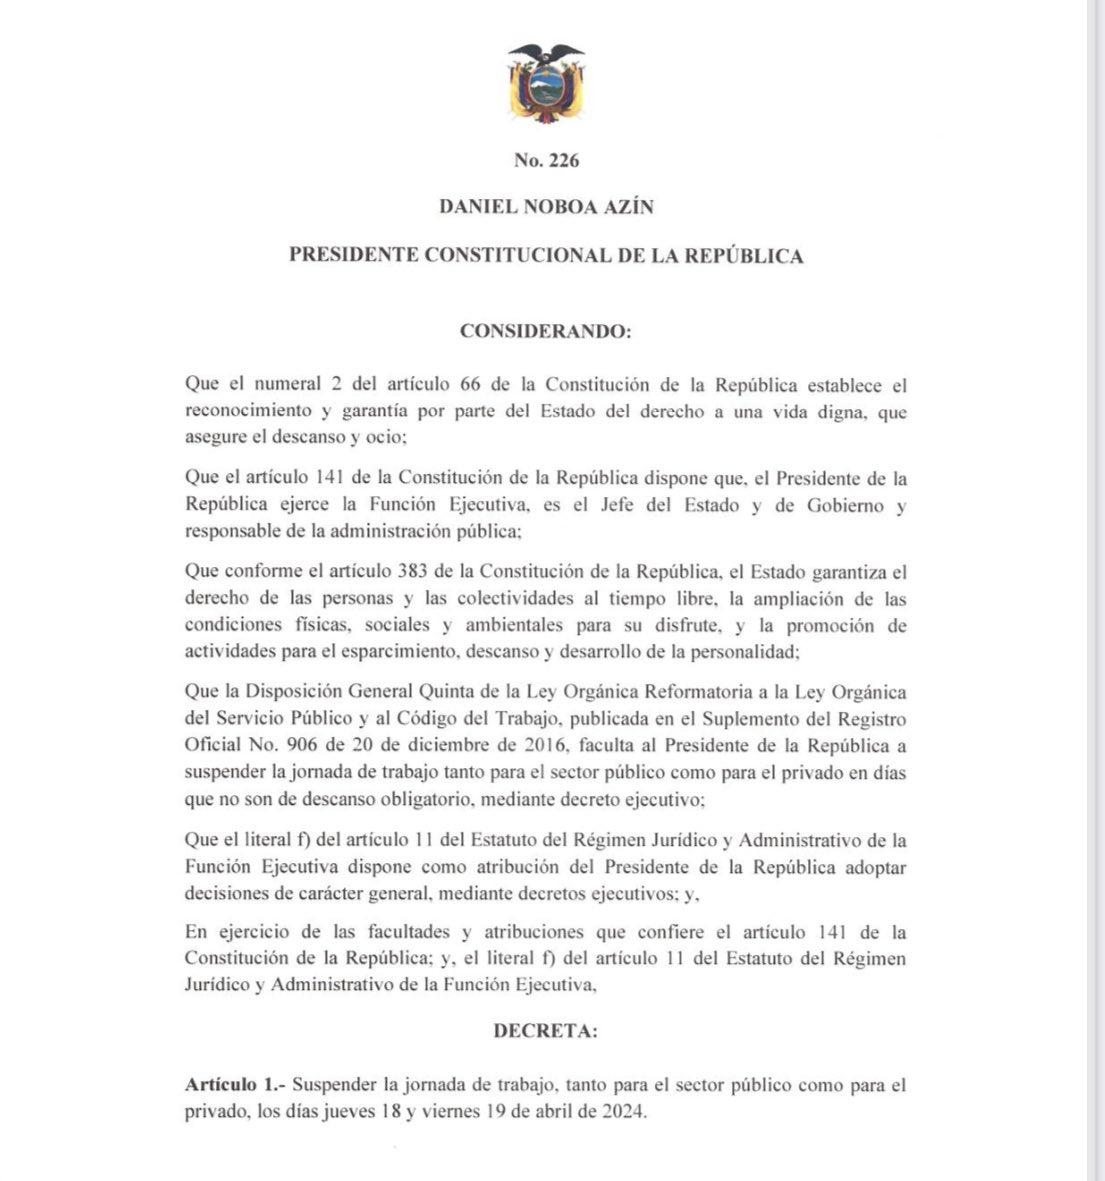 No. 226
DANIEL NOBOA AZÍN
PRESIDENTE CONSTITUCIONAL DE LA REPÚBLICA
CONSIDERANDO:
Que el numeral 2 del artículo 66 de la Constitución de la República establece el
reconocimiento y garantía por parte del Estado del derecho a una vida digna, que
asegure el descanso y ocio;
Que el artículo 141 de la Constitución de la República dispone que, el Presidente de la
República ejerce la Función Ejecutiva, es el Jefe del Estado y de Gobierno y
responsable de la administración pública;
Que conforme el artículo 383 de la Constitución de la República, el Estado garantiza el
derecho de las personas y las colectividades al tiempo libre, la ampliación de las
condiciones físicas, sociales y ambientales para su disfrute, y la promoción de
actividades para el esparcimiento, descanso y desarrollo de la personalidad;
Que la Disposición General Quinta de la Ley Orgánica Reformatoria a la Ley Orgánica
del Servicio Público y al Código del Trabajo, publicada en el Suplemento del Registro
Oficial No. 906 de 20 de diciembre de 2016, faculta al Presidente de la República a
suspender la jornada de trabajo tanto para el sector público como para el privado en días
que no son de descanso obligatorio, mediante decreto ejecutivo;
Que el literal f) del artículo 11 del Estatuto del Régimen Jurídico y Administrativo de la
Función Ejecutiva dispone como atribución del Presidente de la República adoptar
decisiones de carácter general, mediante decretos ejecutivos; y,
En ejercicio de las facultades y atribuciones que confiere el artículo 141 de la
Constitución de la República; y, el literal f) del artículo 11 del Estatuto del Régimen
Jurídico y Administrativo de la Función Ejecutiva,
DECRETA:
Artículo 1.- Suspender la jornada de trabajo, tanto para el sector público como para el
privado, los días jueves 18 y viernes 19 de abril de 2024.